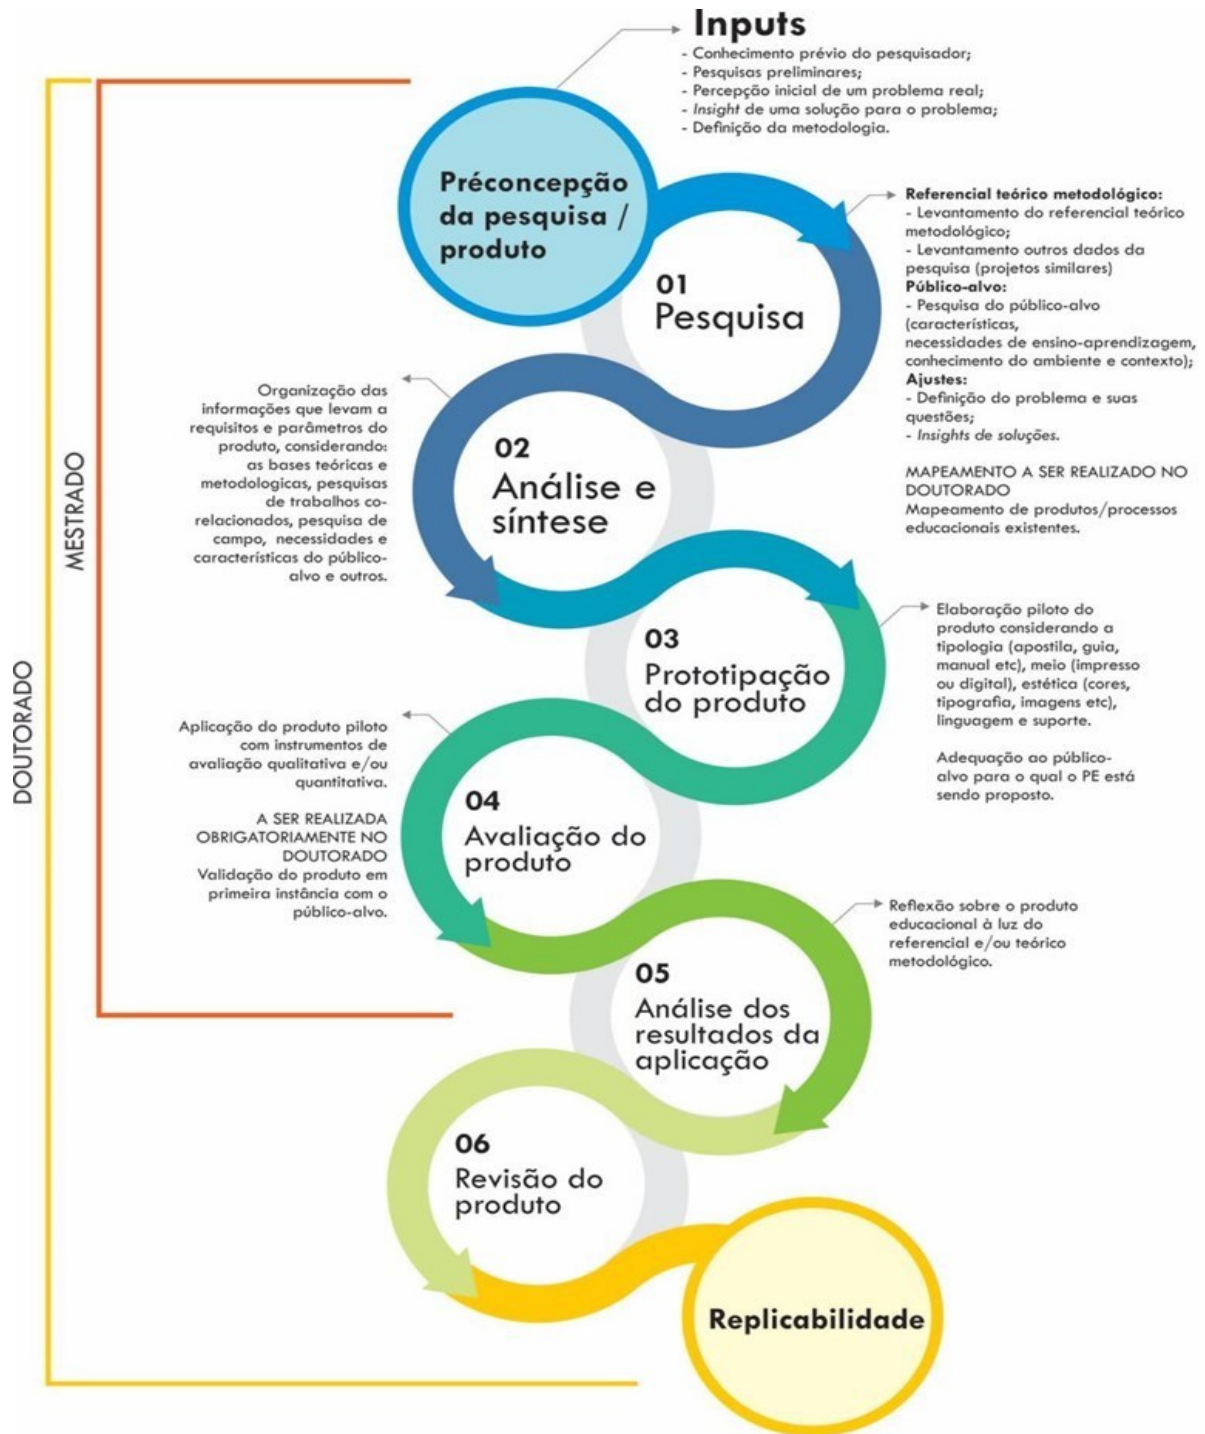 Inputs
- Conhecimento prévio do pesquisador;
- Pesquisas preliminares;
- Percepção inicial de um problema real;
- Insight de uma solução para o problema;
- Definição da metodologia.
Préconcepção
da pesquisa /
produto
01
Pesquisa
Referencial teórico metodológico:
- Levantamento do referencial teórico
metodológico;
- Levantamento outros dados da
pesquisa (projetos similares)
Público-alvo:
- Pesquisa do público-alvo
(características,
necessidades de ensino-aprendizagem,
conhecimento do ambiente e contexto);
Ajustes:
- Definição do problema e suas
questões;
- Insights de soluções.
MAPEAMENTO A SER REALIZADO NO
DOUTORADO
Mapeamento de produtos/processos
educacionais existentes.
Organização das
informações que levam a
requisitos e parâmetros do
produto, considerando:
as bases teóricas e
metodologicas, pesquisas
de trabalhos co-
relacionados, pesquisa de
campo, necessidades e
características do público-
alvo e outros.
02
Análise e
síntese
MESTRADO
DOUTORADO
03
Prototipação
do produto
Elaboração piloto do
produto considerando a
tipologia (apostila, guia,
manual etc), meio (impresso
ou digital), estética (cores,
tipografia, imagens etc),
linguagem e suporte.
Adequação ao público-
alvo para o qual o PE está
sendo proposto.
Aplicação do produto piloto
com instrumentos de
avaliação qualitativa e/ou
quantitativa.
A SER REALIZADA
OBRIGATORIAMENTE NO
DOUTORADO
Validação do produto em
primeira instância com o
público-alvo.
04
Avaliação do
produto
Reflexão sobre o produto
educacional à luz do
referencial e/ou teórico
metodológico.
05
Análise dos
resultados da
aplicação
06
Revisão do
produto
Replicabilidade